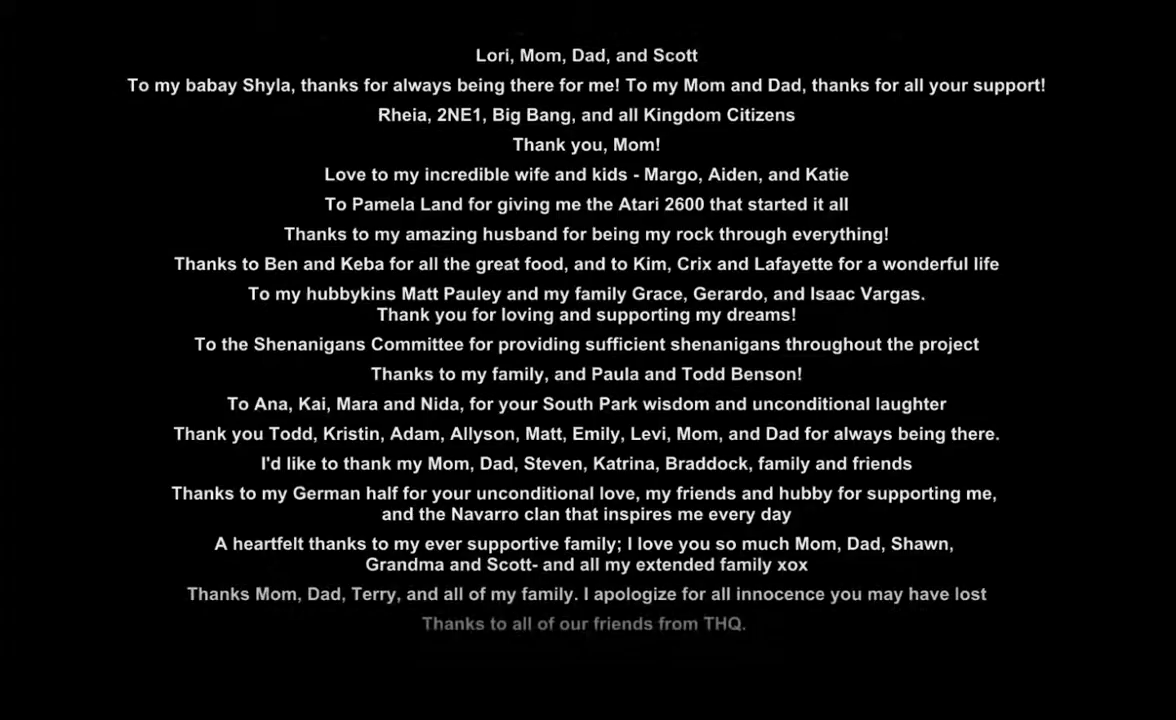 Lori, Mom, Dad, and Scott
To my babay Shyla, thanks for always being there for me! To my Mom and Dad, thanks for all your support!
Rheia, 2NE1, Big Bang, and all Kingdom Citizens
Thank you, Mom!
Love to my incredible wife and kids - Margo, Aiden, and Katie
To Pamela Land for giving me the Atari 2600 that started it all
Thanks to my amazing husband for being my rock through everything!
Thanks to Ben and Keba for all the great food, and to Kim, Crix and Lafayette for a wonderful life
To my hubbykins Matt Pauley and my family Grace, Gerardo, and Isaac Vargas.
Thank you for loving and supporting my dreams!
To the Shenanigans Committee for providing sufficient shenanigans throughout the project
Thanks to my family, and Paula and Todd Benson!
To Ana, Kai, Mara and Nida, for your South Park wisdom and unconditional laughter
Thank you Todd, Kristin, Adam, Allyson, Matt, Emily, Levi, Mom, and Dad for always being there.
I'd like to thank my Mom, Dad, Steven, Katrina, Braddock, family and friends
Thanks to my German half for your unconditional love, my friends and hubby for supporting me,
and the Navarro clan that inspires me every day
A heartfelt thanks to my ever supportive family; I love you so much Mom, Dad, Shawn,
Grandma and Scott- and all my extended family xox
Thanks Mom, Dad, Terry, and all of my family. I apologize for all innocence you may have lost
Thanks to all of our friends from THQ.